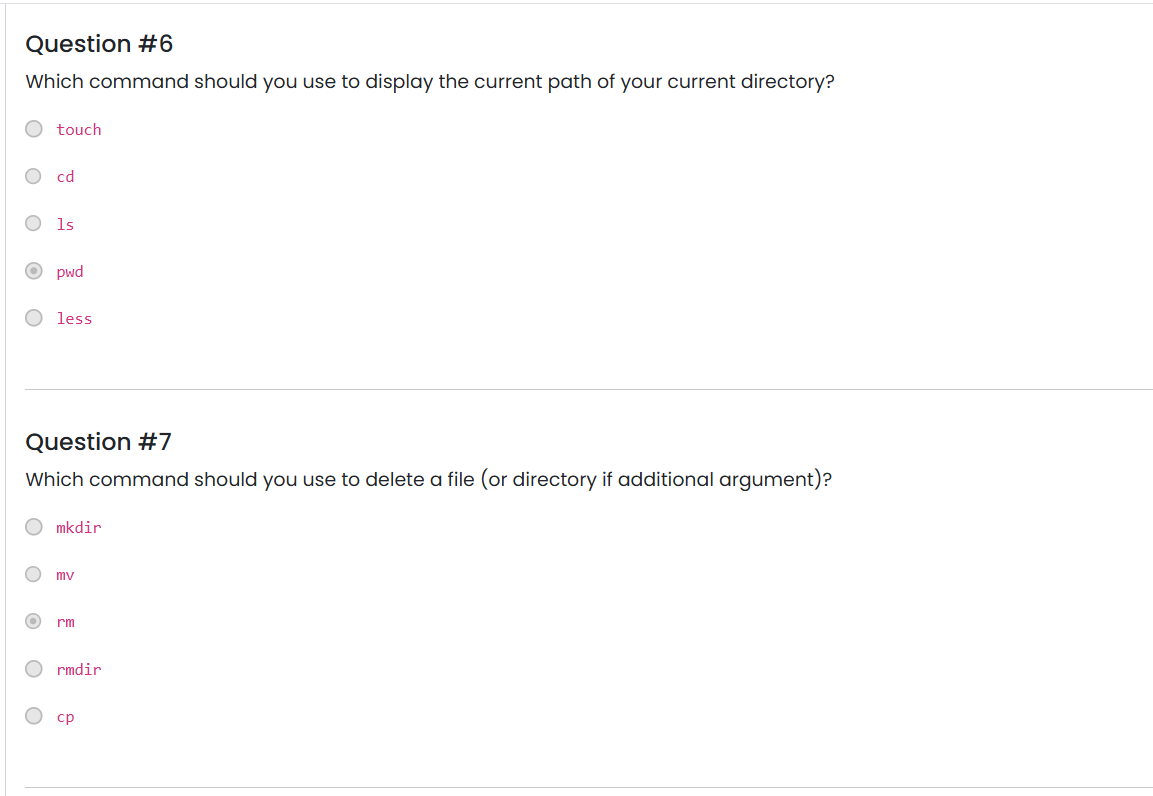 Question #6
Which command should you use to display the current path of your current directory?
touch
cd
ls
pwd
less
Question #7
Which command should you use to delete a file (or directory if additional argument)?
mkdir
mv
rm
rmdir
cp